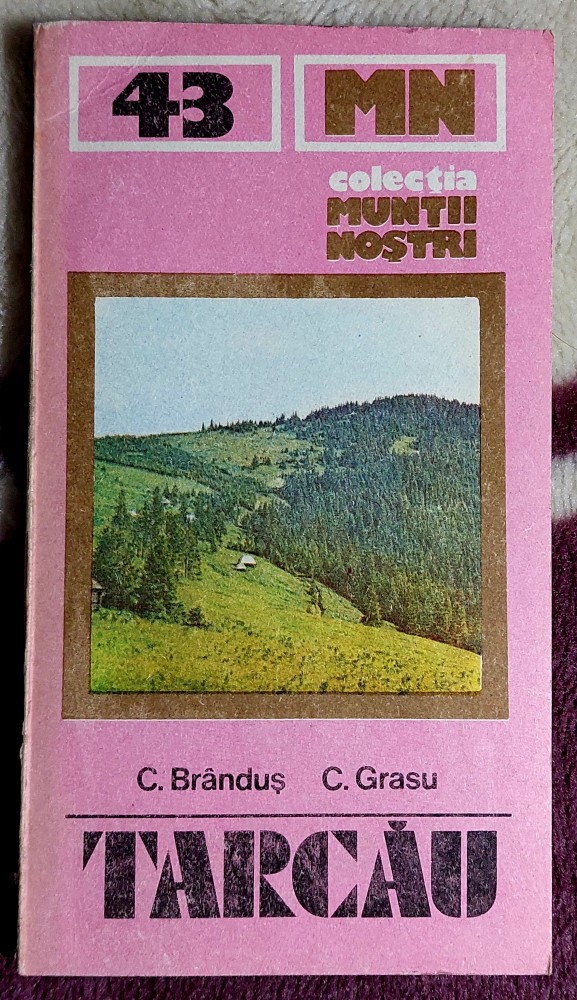 43 MN
colecția
MUNȚII
NOȘTRI
C. Brânduș C. Grasu
TARCĂU